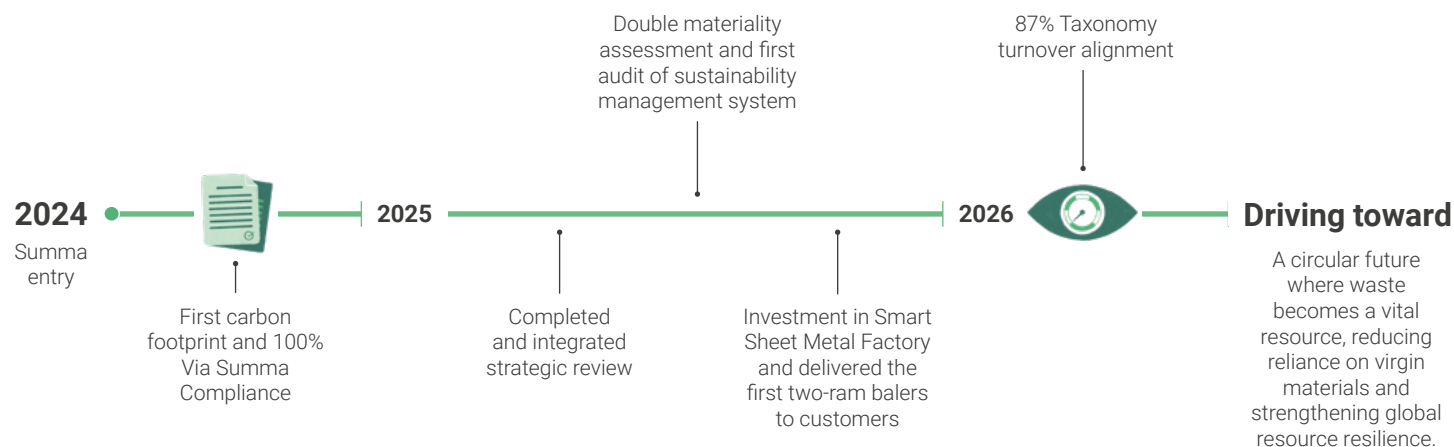 Double materiality
assessment and first
audit of sustainability
management system
87% Taxonomy
turnover alignment
2024
Summa
entry
2025
2026
Driving toward
A circular future
where waste
becomes a vital
resource, reducing
reliance on virgin
materials and
strengthening global
resource resilience.
First carbon
footprint and 100%
Via Summa
Compliance
Completed
and integrated
strategic review
Investment in Smart
Sheet Metal Factory
and delivered the
first two-ram balers
to customers